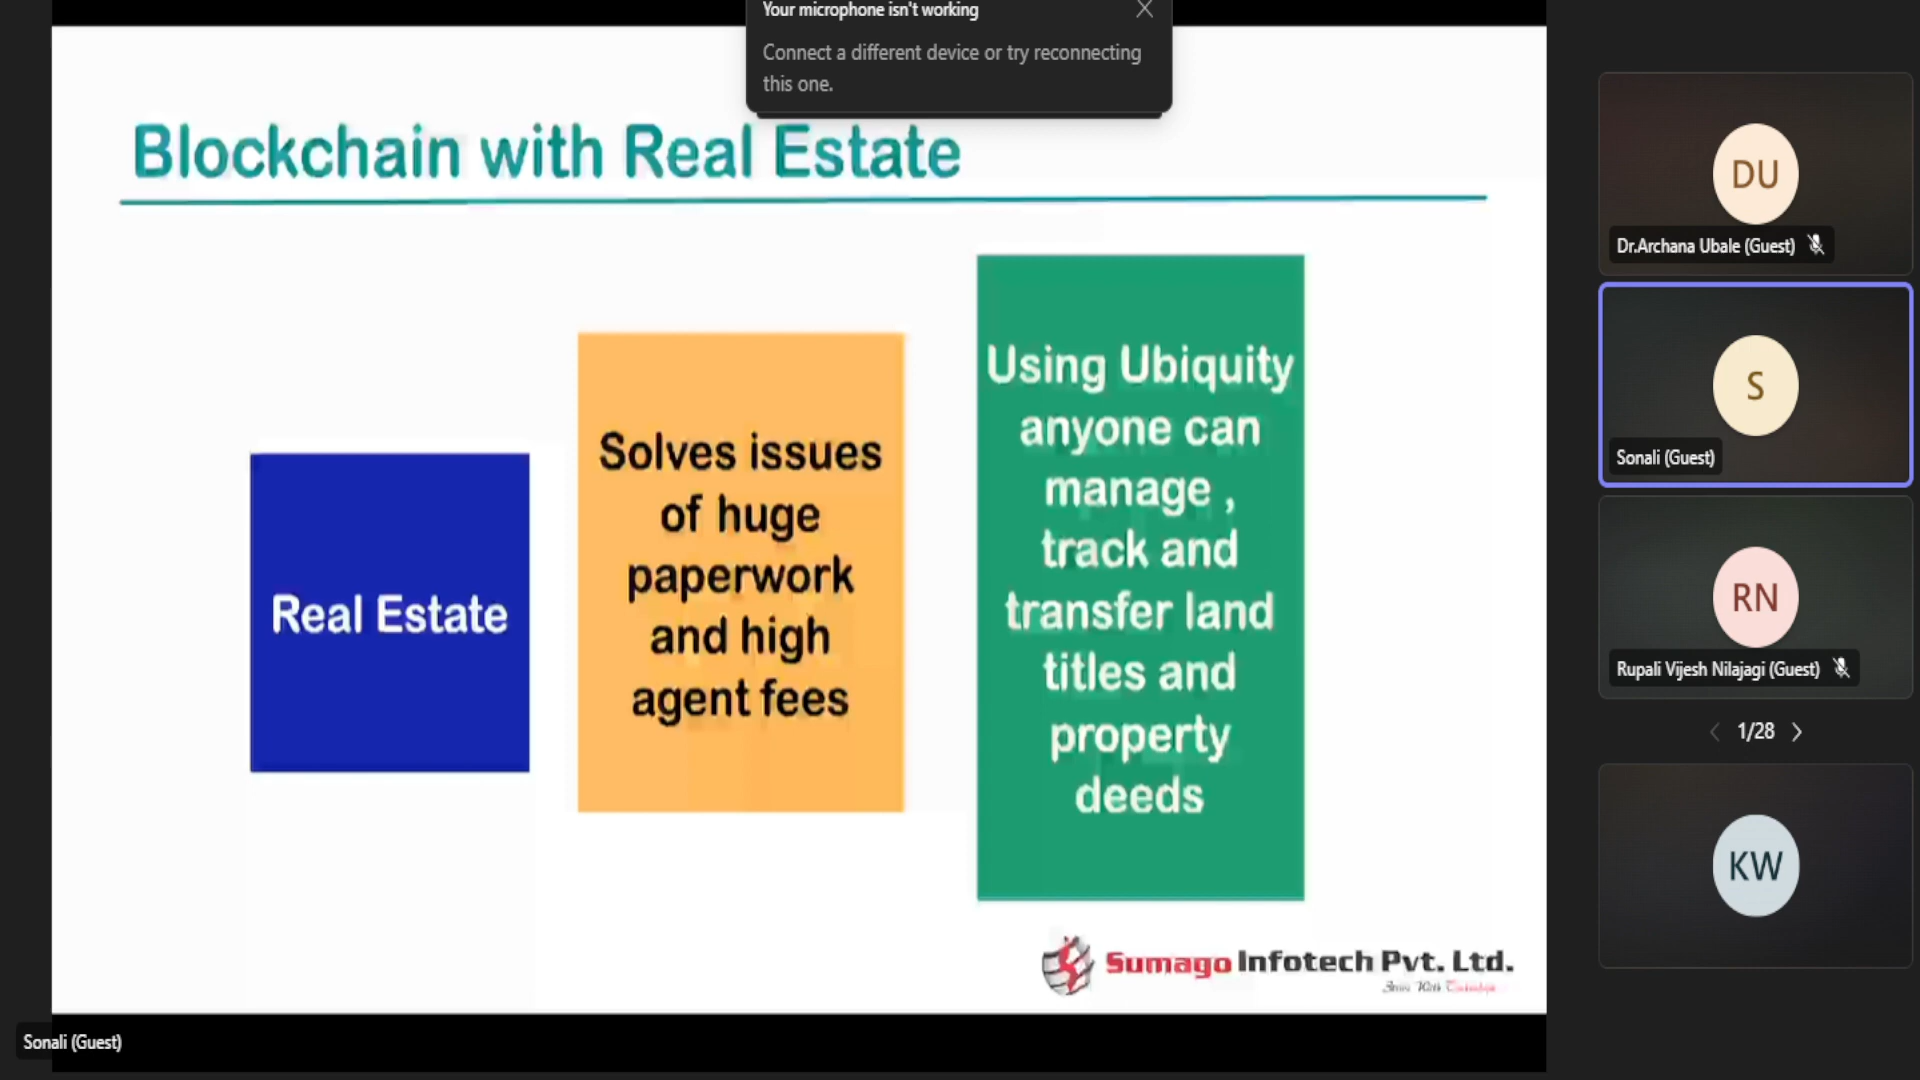 Your microphone isn't working
Connect a different device or try reconnecting
this one.
Blockchain with Real Estate
Real Estate
Solves issues
of huge
paperwork
and high
agent fees
Using Ubiquity
anyone can
manage ,
track and
transfer land
titles and
property
deeds
Sumago Infotech Pvt. Ltd.
Sonali (Guest)
DU
Dr.Archana Ubale (Guest)
S
Sonali (Guest)
RN
Rupali Vijesh Nilajagi (Guest)
1/28
KW